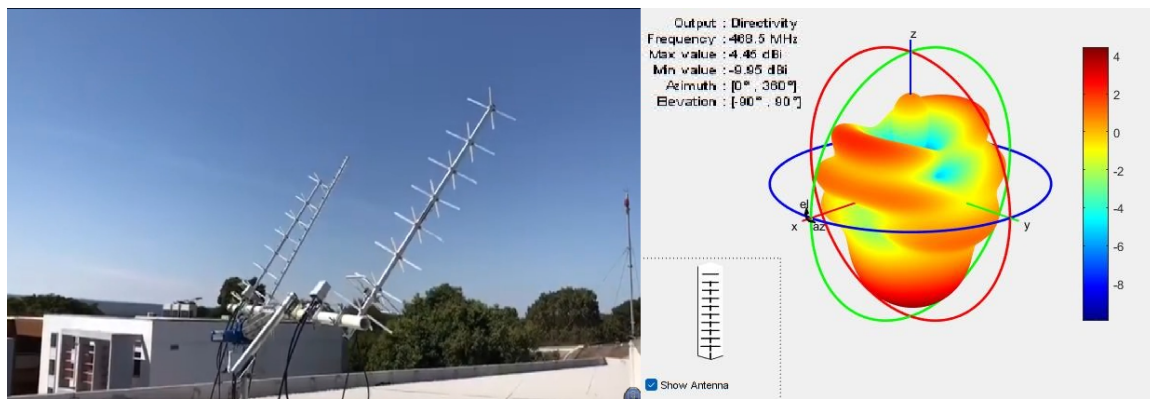 Output : Directivity
Frequency : 468.5 MHz
Max value : 4.45 dBi
Min value : -9.95 dBi
Azimuth : [0°, 360°]
Elevation : [-90°, 90°]
z
x
el
az
y
4
2
0
-2
-4
-6
-8
Show Antenna